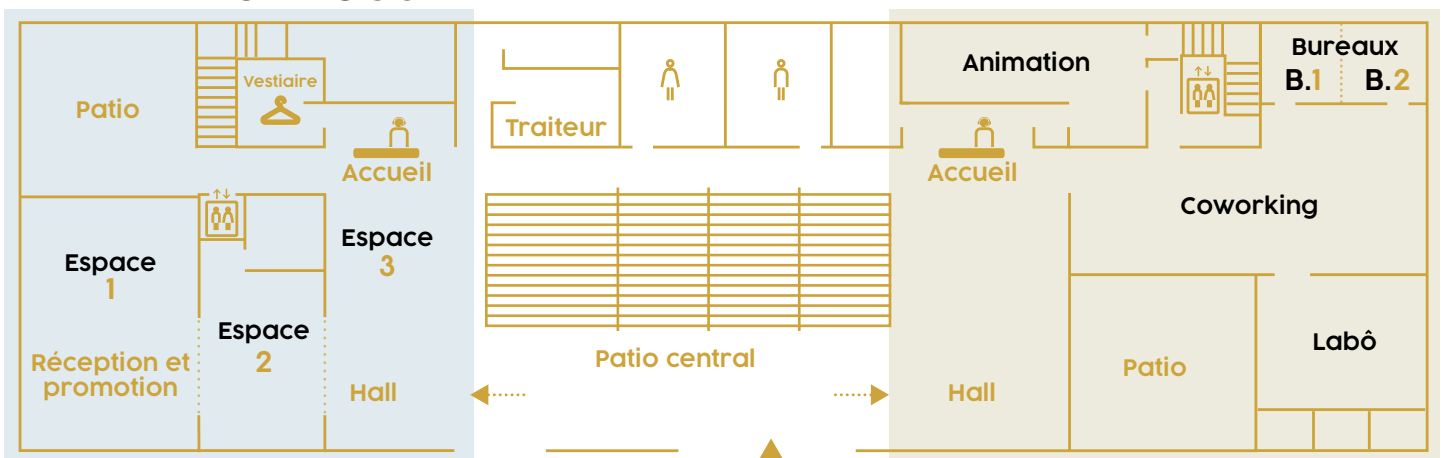 Patio
Vestiaire
Accueil
Espace
1
Réception et
promotion
Espace
2
Espace
3
Hall
Traiteur
Patio central
Animation
Accueil
Hall
Bureaux
B.1 B.2
Coworking
Patio
Labô